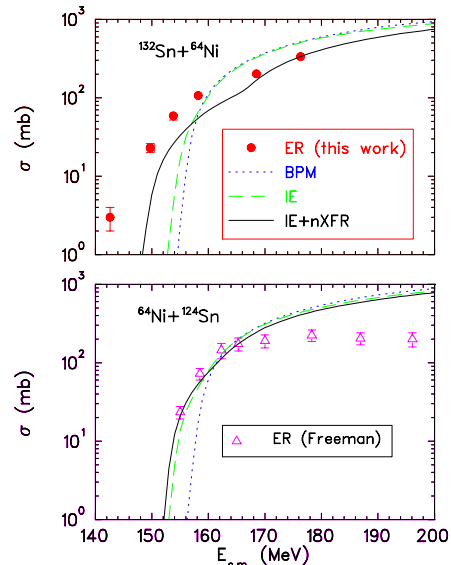 10³
¹³²Sn+⁶⁴Ni
10²
σ (mb)
ER (this work)
BPM
10¹
IE
IE+nXFR
10⁰
10³
⁶⁴Ni+¹²⁴Sn
10²
σ (mb)
ER (Freeman)
10¹
10⁰
140 150 160 170 180 190 200
E_c.m. (MeV)